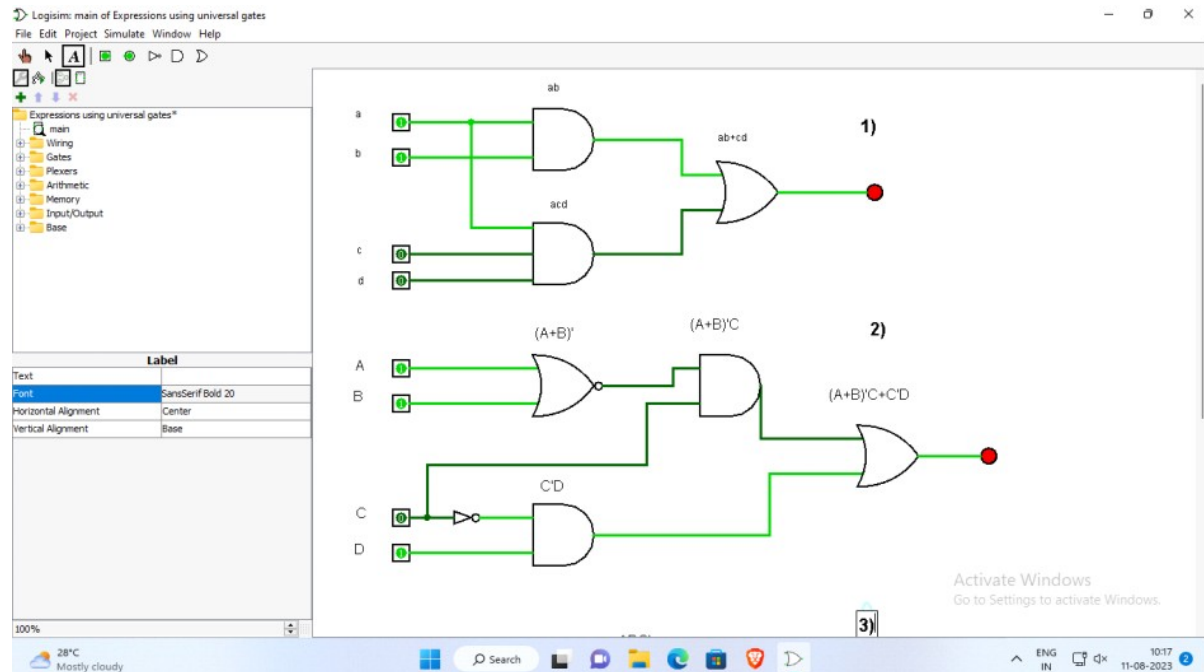 Logisim: main of Expressions using universal gates
File Edit Project Simulate Window Help
A
Expressions using universal gates*
main
Wiring
Gates
Plexers
Arithmetic
Memory
Input/Output
Base
Label
Text
Font SansSerif Bold 20
Horizontal Alignment Center
Vertical Alignment Base
100%
ab
a 1
b 1
ab+cd
1)
acd
c 0
d 0
(A+B)'
(A+B)'C
2)
A 1
B 1
(A+B)'C+C'D
C'D
C 0
D 1
Activate Windows
Go to Settings to activate Windows.
3)
28°C
Mostly cloudy
Search
ENG
IN
10:17
11-08-2023
2